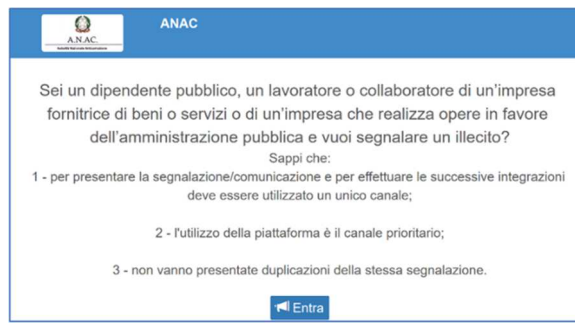 A.N.AC.
ANAC
Sei un dipendente pubblico, un lavoratore o collaboratore di un'impresa
fornitrice di beni o servizi o di un'impresa che realizza opere in favore
dell'amministrazione pubblica e vuoi segnalare un illecito?
Sappi che:
1 - per presentare la segnalazione/comunicazione e per effettuare le successive integrazioni
deve essere utilizzato un unico canale;
2 - l'utilizzo della piattaforma è il canale prioritario;
3 - non vanno presentate duplicazioni della stessa segnalazione.
Entra